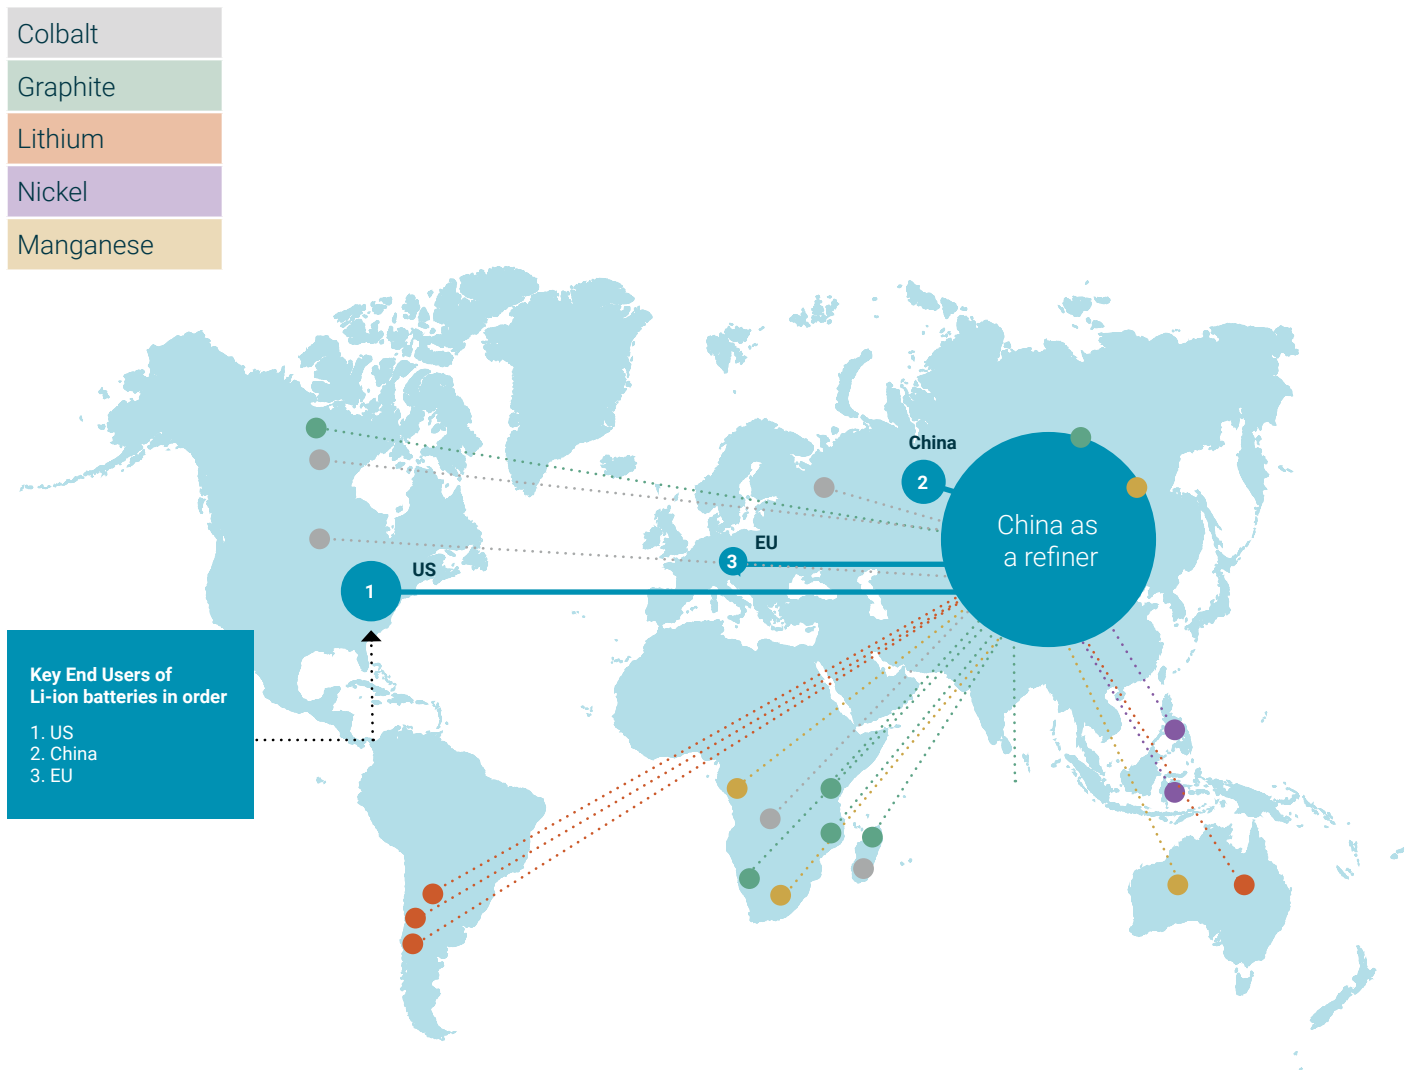 Colbalt
Graphite
Lithium
Nickel
Manganese
China
2
China as
a refiner
EU
3
US
1
Key End Users of
Li-ion batteries in order
1. US
2. China
3. EU